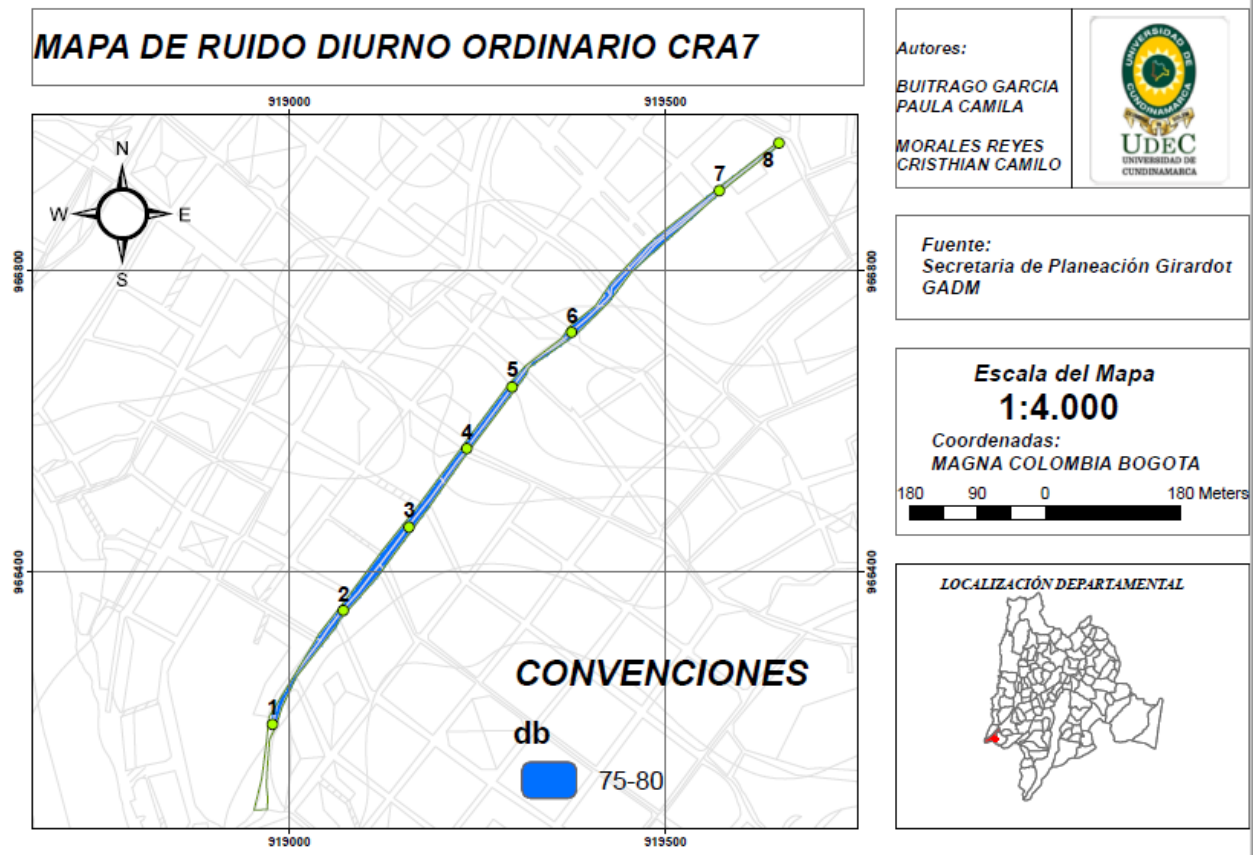 MAPA DE RUIDO DIURNO ORDINARIO CRA7
919000
919500
N
W
E
S
966800
966800
966400
966400
8
7
6
5
4
3
2
1
CONVENCIONES
db
75-80
919000
919500
Autores:
BUITRAGO GARCIA
PAULA CAMILA
MORALES REYES
CRISTHIAN CAMILO
UNIVERSIDAD DE
CUNDINAMARCA
UDEC
UNIVERSIDAD DE
CUNDINAMARCA
Fuente:
Secretaria de Planeación Girardot
GADM
Escala del Mapa
1:4.000
Coordenadas:
MAGNA COLOMBIA BOGOTA
180 90 0 180 Meters
LOCALIZACIÓN DEPARTAMENTAL